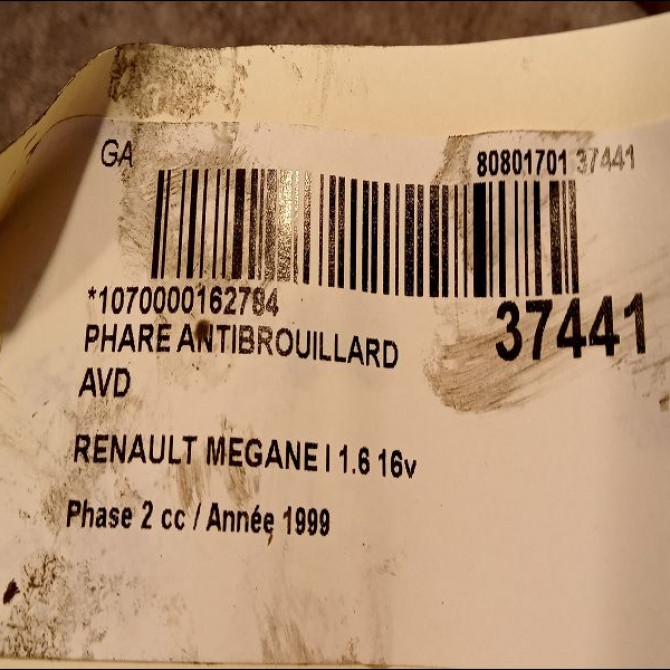 GA
80801701 37441
*1070000162784
37441
PHARE ANTIBROUILLARD
AVD
RENAULT MEGANE I 1.6 16v
Phase 2 cc / Année 1999